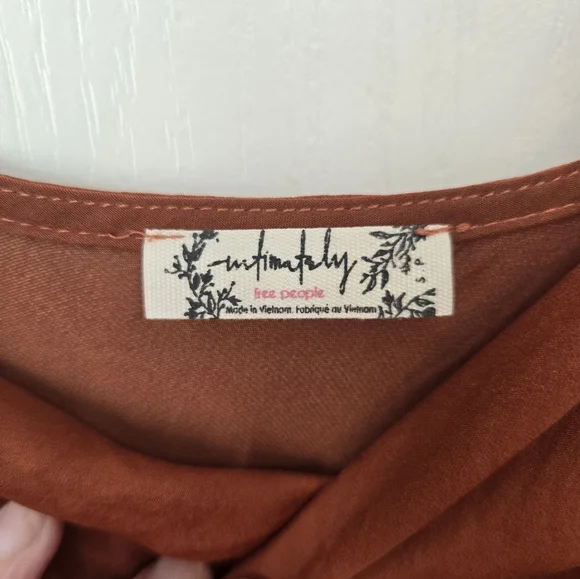 intimately
free people
Made in Vietnam. Fabriqué au Vietnam